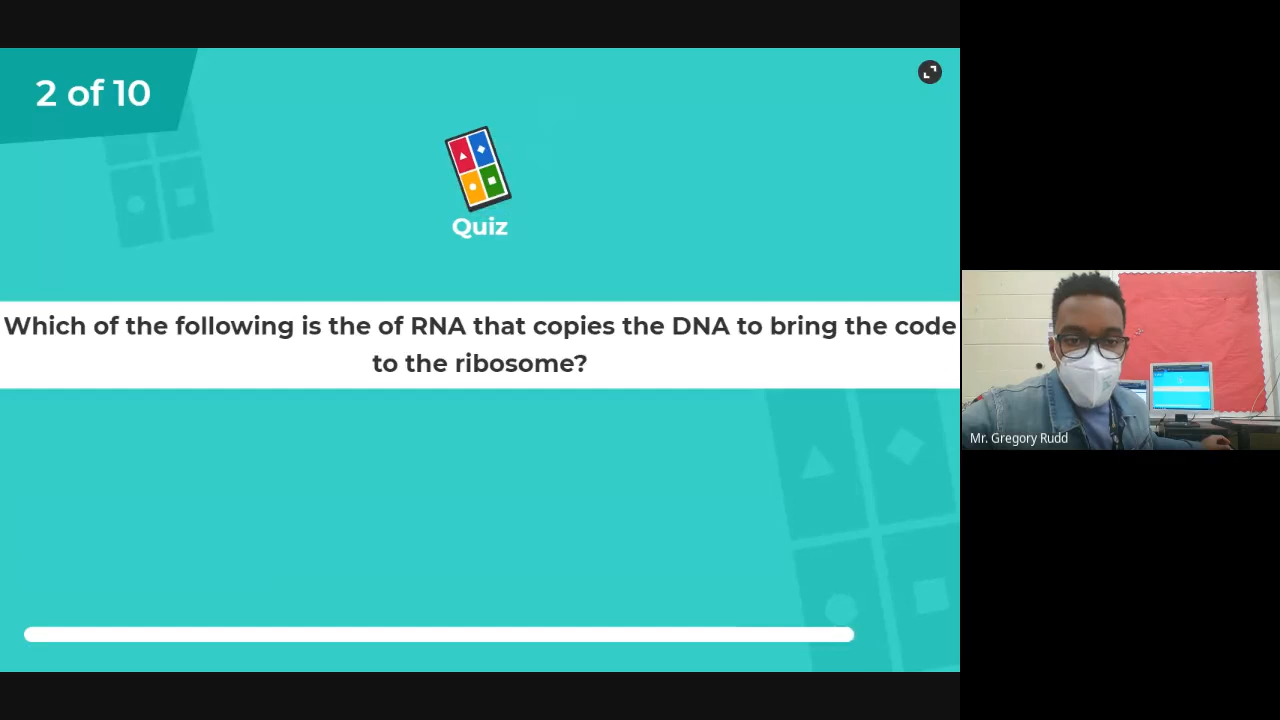 2 of 10
Quiz
Which of the following is the of RNA that copies the DNA to bring the code
to the ribosome?
Mr. Gregory Rudd